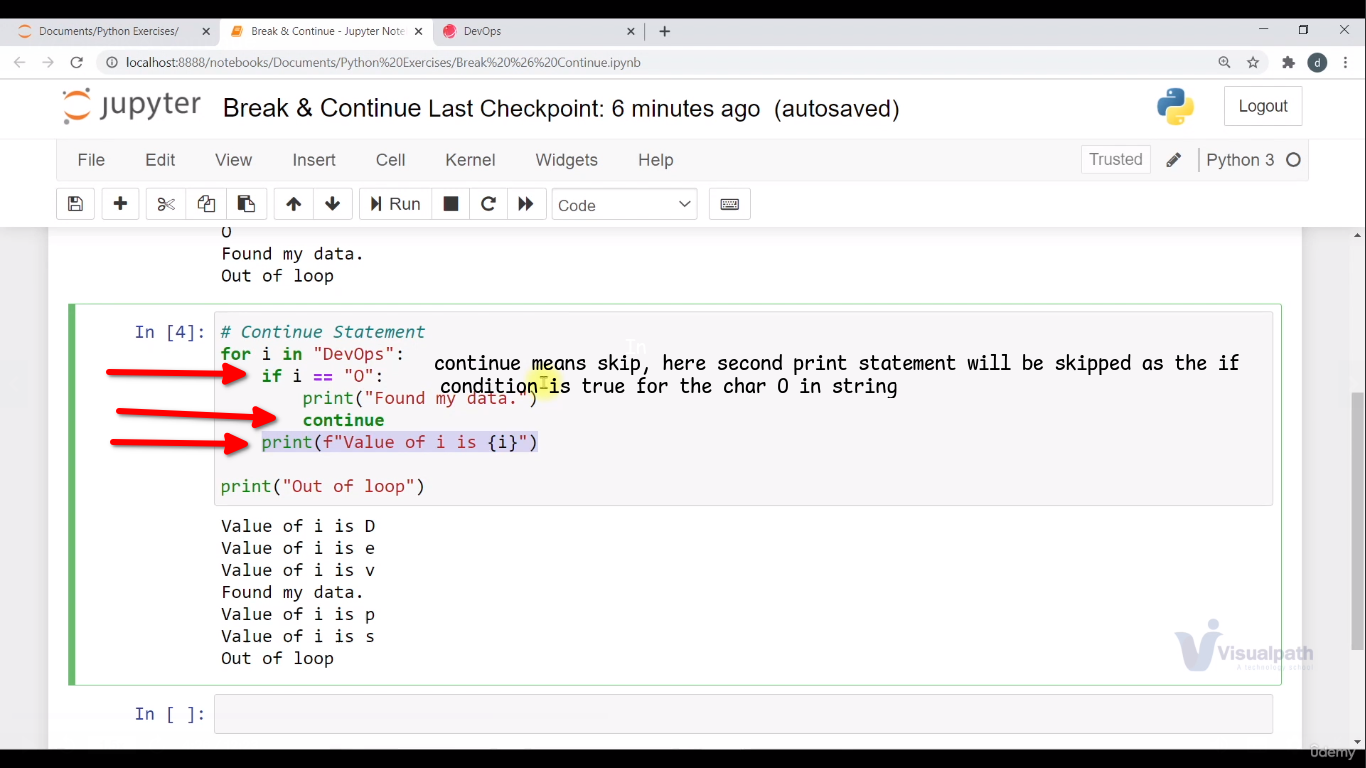 Documents/Python Exercises/
Break & Continue - Jupyter Note
DevOps
localhost:8888/notebooks/Documents/Python%20Exercises/Break%20%26%20Continue.ipynb
d
jupyter Break & Continue Last Checkpoint: 6 minutes ago (autosaved)
Logout
File Edit View Insert Cell Kernel Widgets Help
Trusted Python 3
Run Code
O
Found my data.
Out of loop
In [4]:
# Continue Statement
for i in "DevOps":
continue means skip, here second print statement will be skipped as the if
if i == "O":
condition is true for the char O in string
print("Found my data.")
continue
print(f"Value of i is {i}")
print("Out of loop")
Value of i is D
Value of i is e
Value of i is v
Found my data.
Value of i is p
Value of i is s
Out of loop
Visualpath
A technology school
In [ ]:
ûdemy